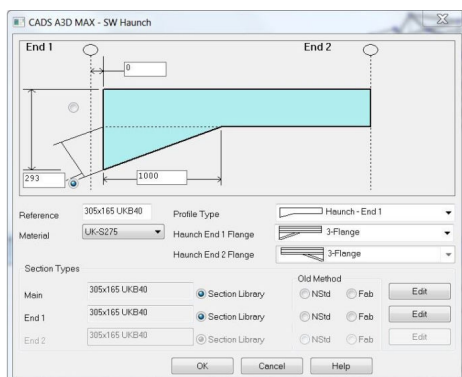 CADS A3D MAX - SW Haunch
End 1
End 2
0
293
1000
Reference 305x165 UKB40 Profile Type Haunch - End 1
Material UK-S275 Haunch End 1 Flange 3-Flange
Haunch End 2 Flange 3-Flange
Section Types
Old Method
Main 305x165 UKB40 Section Library NStd Fab Edit
End 1 305x165 UKB40 Section Library NStd Fab Edit
End 2 305x165 UKB40 Section Library NStd Fab Edit
OK Cancel Help